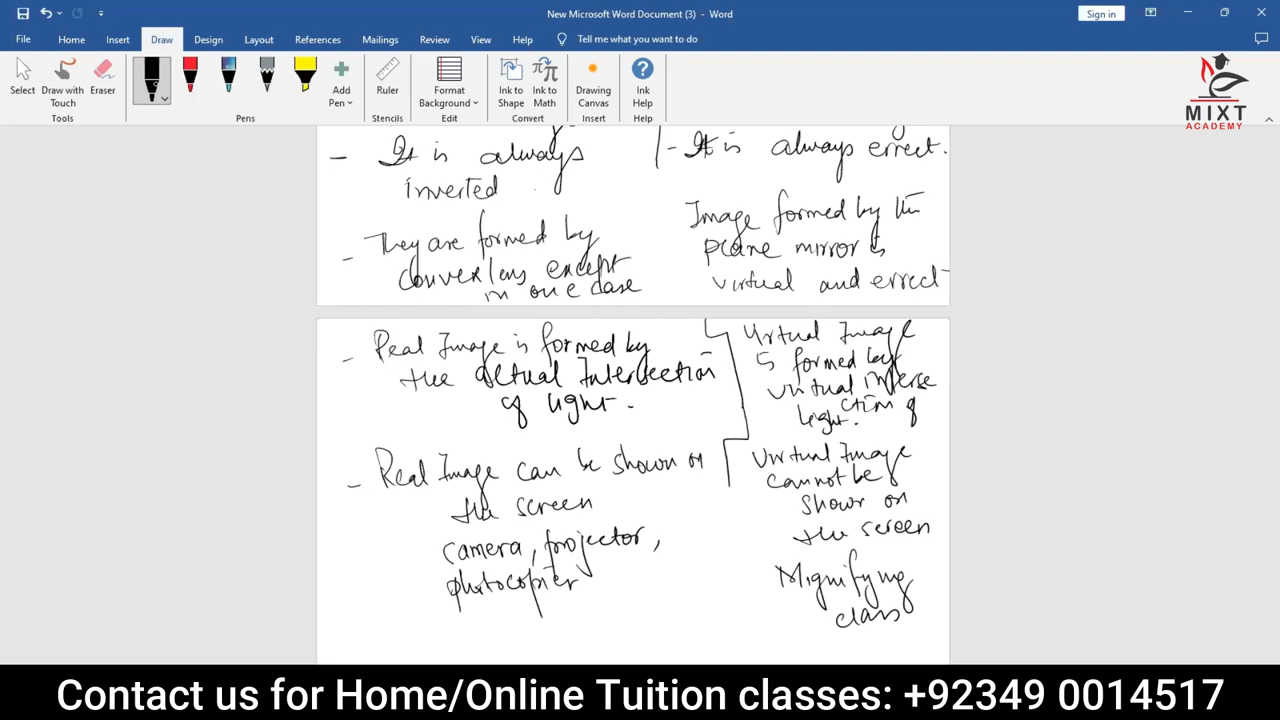 New Microsoft Word Document (3) - Word
Sign in
File Home Insert Draw Design Layout References Mailings Review View Help Tell me what you want to do
Select
Draw with Touch
Eraser
Add Pen
Ruler
Format Background
Ink to Shape
Ink to Math
Drawing Canvas
Ink Help
Tools
Pens
Stencils
Edit
Convert
Insert
Help
MIXT
ACADEMY
- It is always
inverted
- They are formed by
convex lens except
in one case
- It is always errect.
Image formed by the
plane mirror is
virtual and errect
- Real Image is formed by
the actual Intersection
of light.
- Real Image can be shown on
the screen
camera, projector,
photocopier
Virtual Image
is formed by
virtual interse
ction of
light.
Virtual Image
cannot be
shown on
the screen
Mignifying
class
Contact us for Home/Online Tuition classes: +92349 0014517